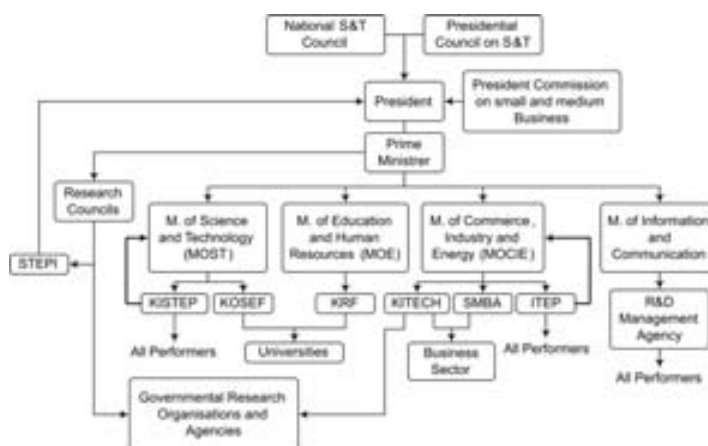 National S&T
Council
Presidential
Council on S&T
President
President Commission
on small and medium
Business
Prime
Ministrer
Research
Councils
M. of Science
and Technology
(MOST)
M. of Education
and Human
Resources (MOE)
M. of Commerce,
Industry and
Energy (MOCIE)
M. of Information
and
Communication
STEPI
KISTEP
KOSEF
KRF
KITECH
SMBA
ITEP
R&D
Management
Agency
All Performers
Universities
Business
Sector
All Performers
All Performers
Governmental Research
Organisations and
Agencies